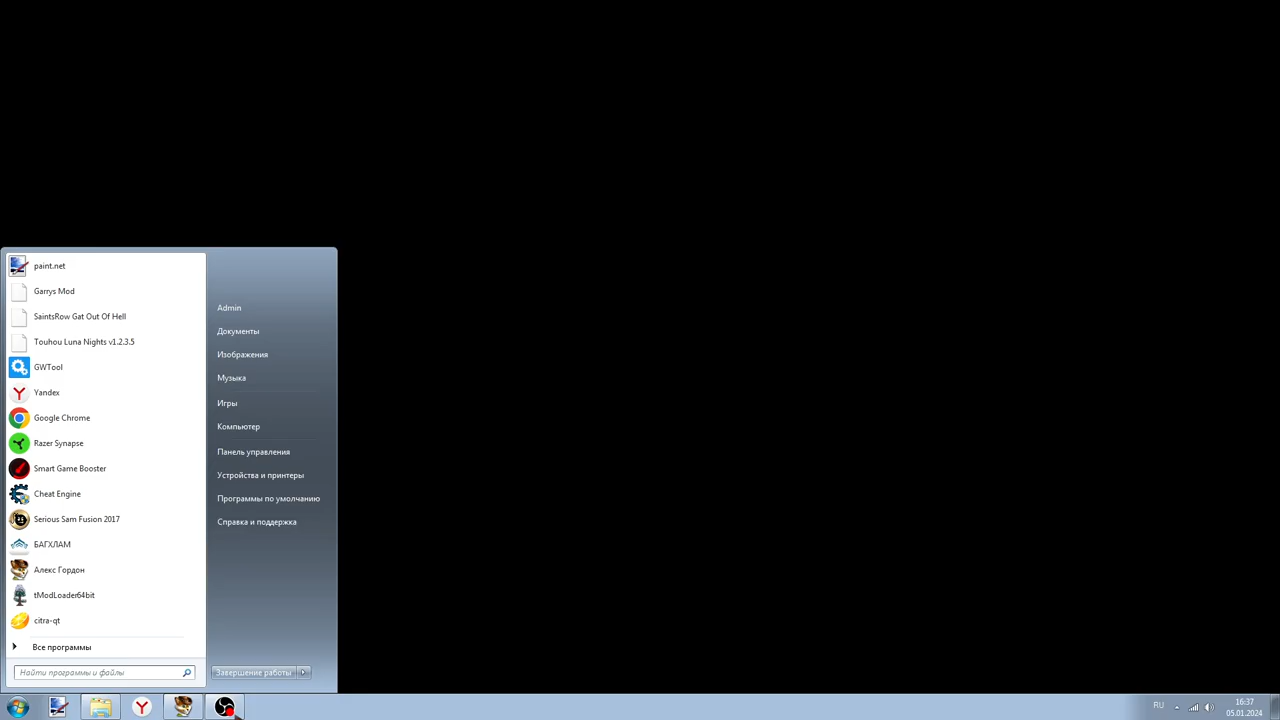 paint.net
Garrys Mod
SaintsRow Gat Out Of Hell
Touhou Luna Nights v1.2.3.5
GWTool
Yandex
Google Chrome
Razer Synapse
Smart Game Booster
Cheat Engine
Serious Sam Fusion 2017
БАГХЛАМ
Алекс Гордон
tModLoader64bit
citra-qt
Все программы
Найти программы и файлы
Admin
Документы
Изображения
Музыка
Игры
Компьютер
Панель управления
Устройства и принтеры
Программы по умолчанию
Справка и поддержка
Завершение работы
RU
16:37
05.01.2024